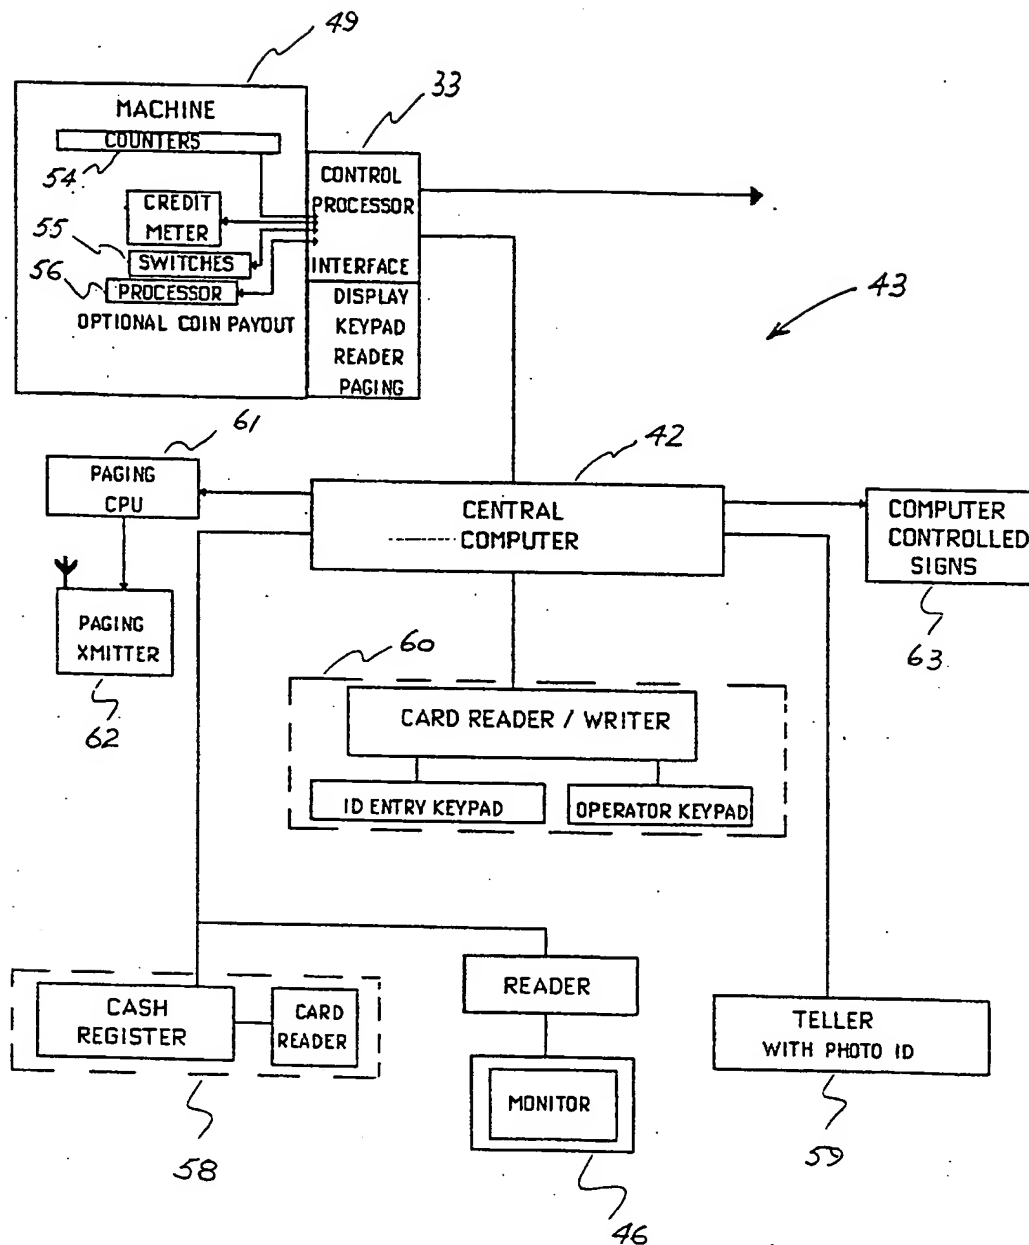 49
MACHINE
COUNTERS
54
33
CONTROL
PROCESSOR
CREDIT
METER
55
SWITCHES
INTERFACE
56
PROCESSOR
DISPLAY
OPTIONAL COIN PAYOUT
KEYPAD
READER
PAGING
43
61
PAGING
CPU
42
CENTRAL
COMPUTER
COMPUTER
CONTROLLED
SIGNS
63
PAGING
XMITTER
62
60
CARD READER / WRITER
ID ENTRY KEYPAD
OPERATOR KEYPAD
CASH
REGISTER
CARD
READER
58
READER
MONITOR
46
TELLER
WITH PHOTO ID
59